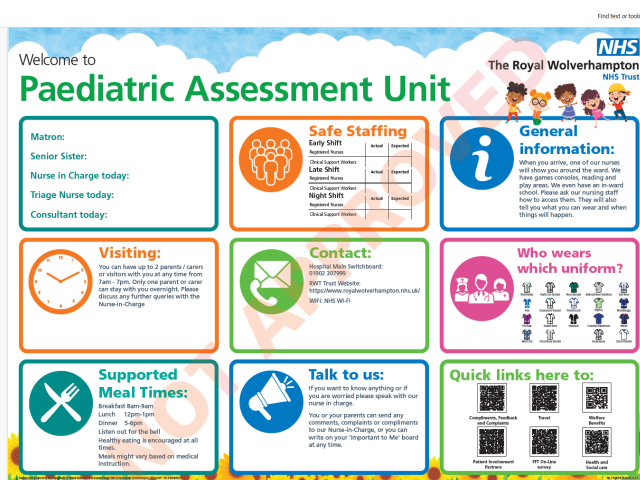 Find text or tools
NHS
The Royal Wolverhampton
NHS Trust
Welcome to
Paediatric Assessment Unit
Matron:
Senior Sister:
Nurse in Charge today:
Triage Nurse today:
Consultant today:
Safe Staffing
Early Shift
Actual
Expected
Registered Nurses
Clinical Support Workers
Late Shift
Actual
Expected
Registered Nurses
Clinical Support Workers
Night Shift
Actual
Expected
Registered Nurses
Clinical Support Workers
General
information:
When you arrive, one of our nurses
will show you around the ward. We
have games consoles, reading and
play areas. We even have an in-ward
school. Please ask our nursing staff
how to access them. They will also
tell you what you can wear and when
things will happen.
Visiting:
You can have up to 2 parents / carers
or visitors with you at any time from
7am - 7pm. Only one parent or carer
can stay with you overnight. Please
discuss any further queries with the
Nurse-in-Charge
Contact:
Hospital Main Switchboard:
01902 307999
RWT Trust Website:
https://www.royalwolverhampton.nhs.uk/
WIFI: NHS WI-FI
Who wears
which uniform?
Supported
Meal Times:
Breakfast 8am-9am
Lunch 12pm-1pm
Dinner 5-6pm
Listen out for the bell
Healthy eating is encouraged at all
times.
Meals might vary based on medical
instruction.
Talk to us:
If you want to know anything or if
you are worried please speak with our
nurse in charge.
You or your parents can send any
comments, complaints or compliments
to our Nurse-in-Charge, or you can
write on your 'Important to Me' board
at any time.
Quick links here to:
Compliments, Feedback
and Complaints
Travel
Welfare
Benefits
Patient Involvement
Partners
FFT On-Line
survey
Health and
Social care
NOT APPROVED